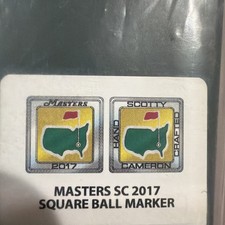 Masters
2017
SCOTTY
HAND
CRAFTED
CAMERON
MASTERS SC 2017
SQUARE BALL MARKER